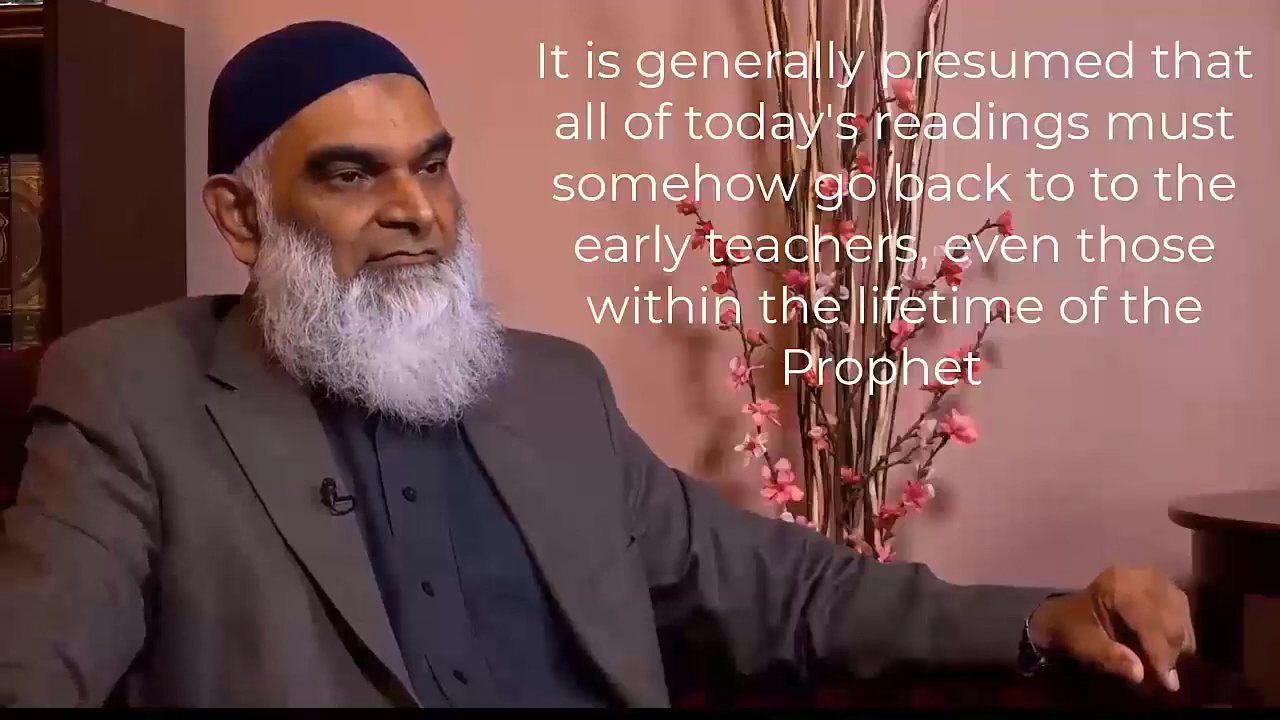 It is generally presumed that
all of today's readings must
somehow go back to to the
early teachers, even those
within the lifetime of the
Prophet